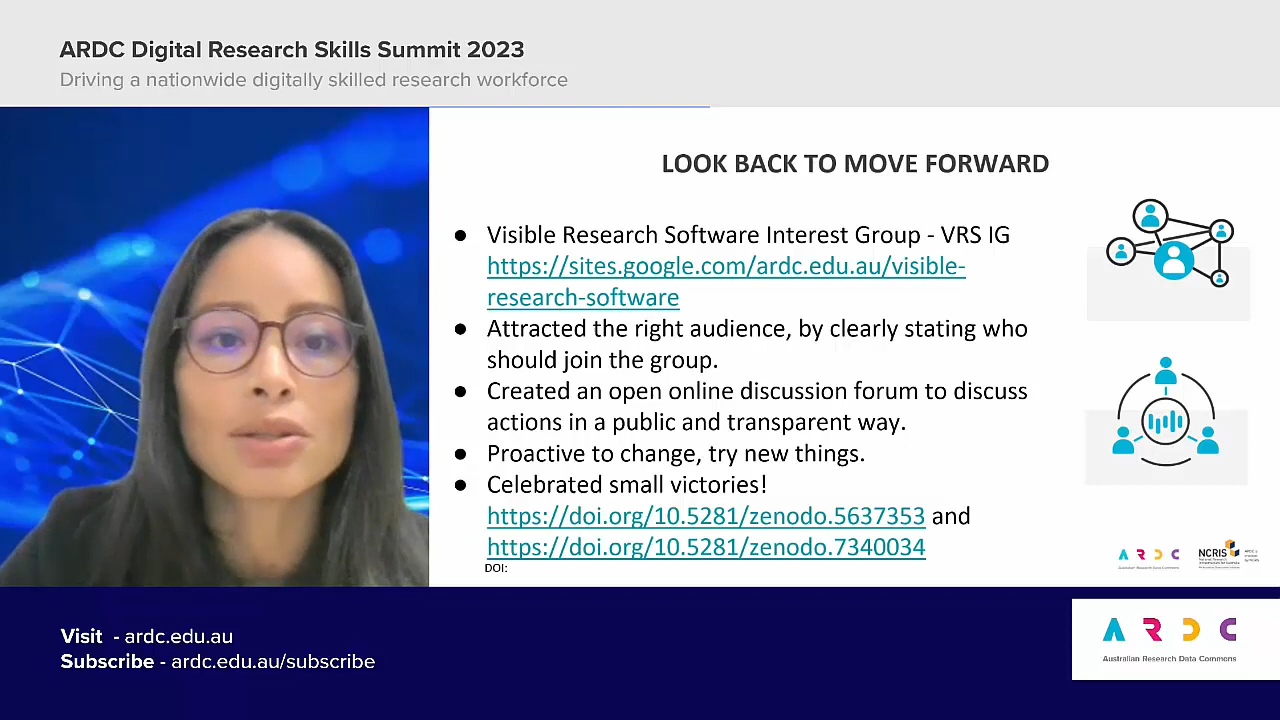 ARDC Digital Research Skills Summit 2023
Driving a nationwide digitally skilled research workforce
LOOK BACK TO MOVE FORWARD
● Visible Research Software Interest Group - VRS IG
https://sites.google.com/ardc.edu.au/visible-
research-software
● Attracted the right audience, by clearly stating who
should join the group.
● Created an open online discussion forum to discuss
actions in a public and transparent way.
● Proactive to change, try new things.
● Celebrated small victories!
https://doi.org/10.5281/zenodo.5637353 and
https://doi.org/10.5281/zenodo.7340034
DOI:
ARDC
NCRIS
Visit - ardc.edu.au
Subscribe - ardc.edu.au/subscribe
ARDC
Australian Research Data Commons